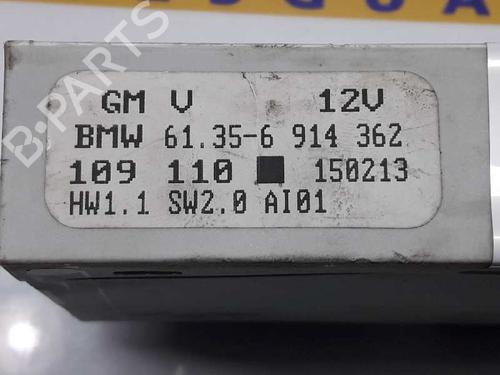 GM V 12V
BMW 61.35-6 914 362
109 110 ■ 150213
HW1.1 SW2.0 AI01
B-PARTS